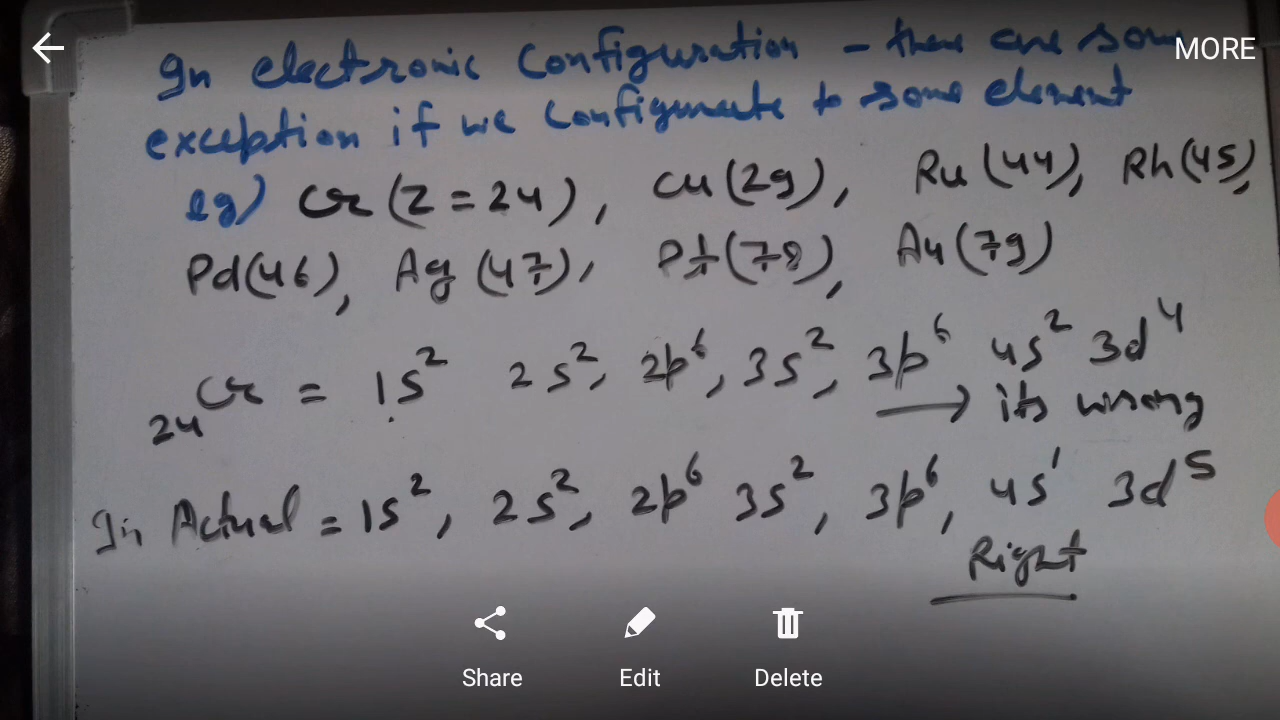 MORE
In electronic configuration - there are some
exception if we configurate to some element
eg) Cr (Z = 24), Cu (29), Ru (44), Rh (45),
Pd (46), Ag (47), Pt (78), Au (79)
₂₄Cr = 1s² 2s², 2p⁶, 3s², 3p⁶ 4s² 3d⁴
→ its wrong
In Actual = 1s², 2s², 2p⁶ 3s², 3p⁶, 4s¹ 3d⁵
Right
Share Edit Delete